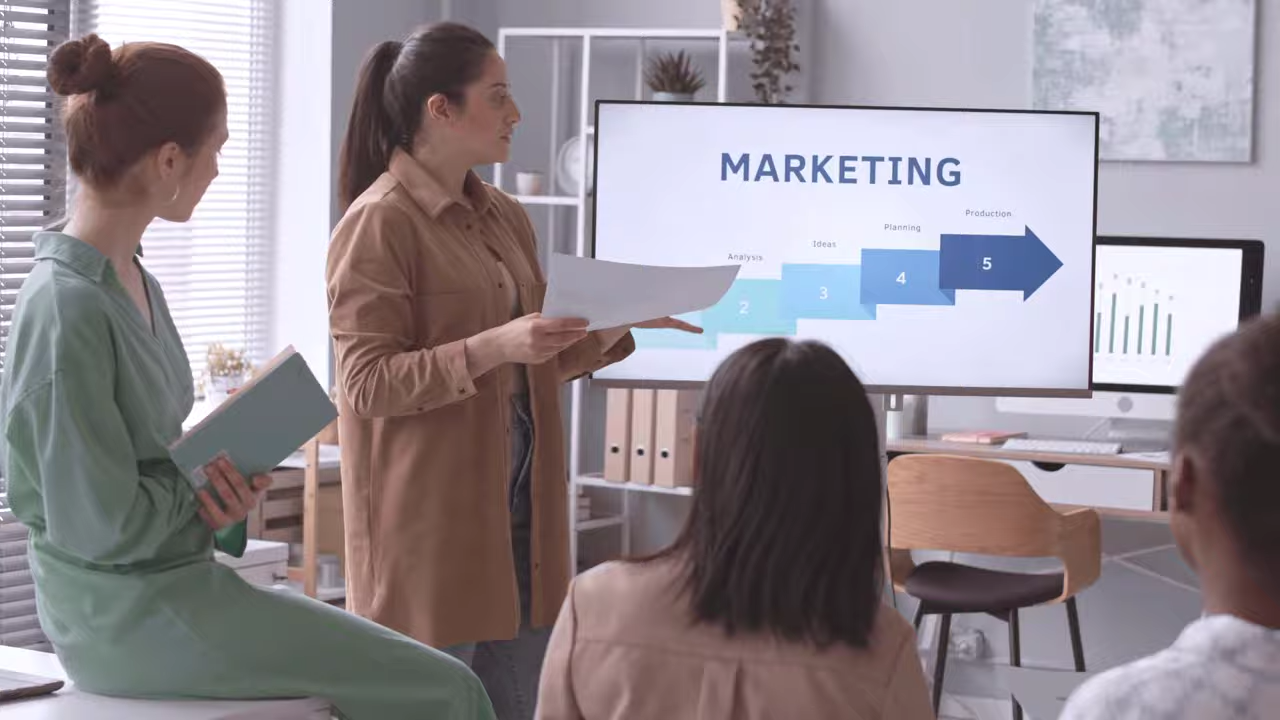 MARKETING
Production
Planning
Ideas
Analysis
2
3
4
5